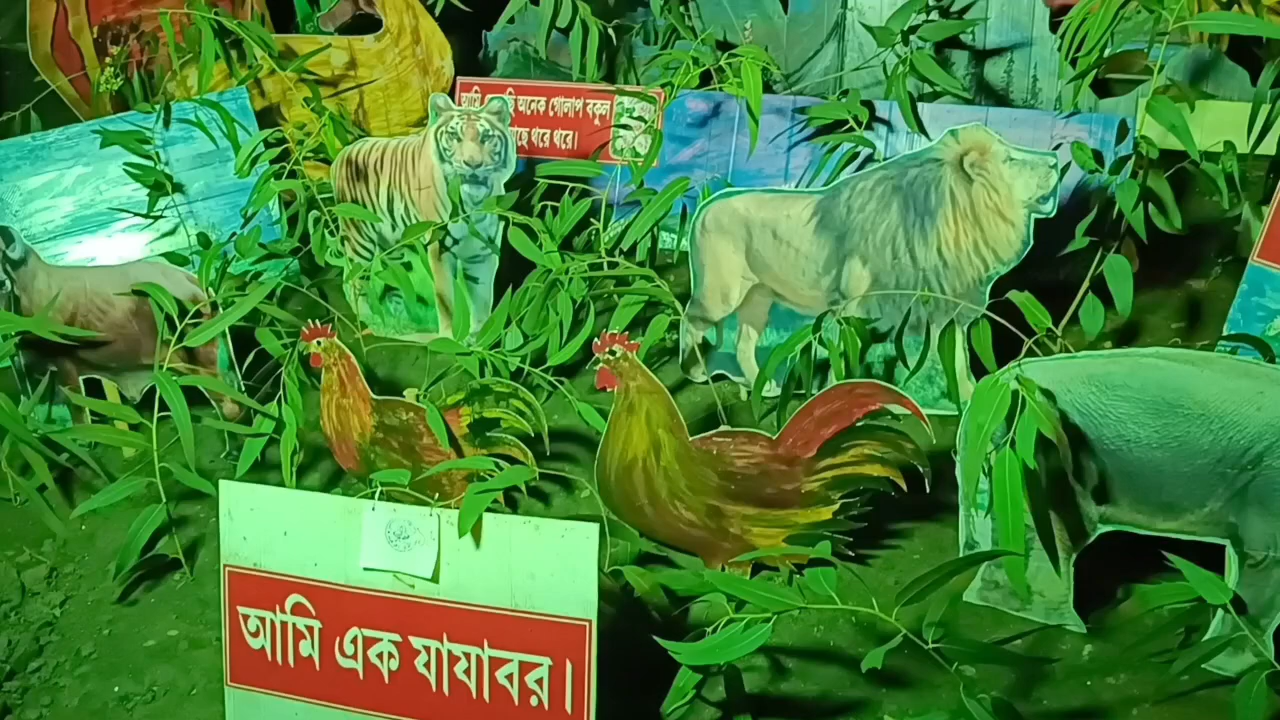 আমি অনেক গোলাপ বকুল
থরে থরে।
আমি এক যাযাবর।